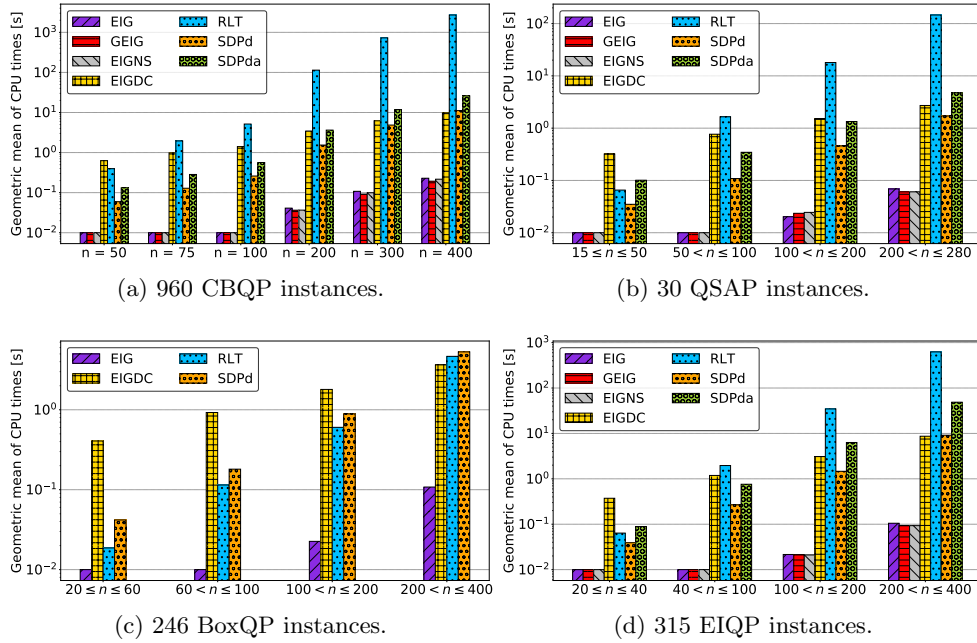 Geometric mean of CPU times [s]
EIG
GEIG
EIGNS
EIGDC
RLT
SDPd
SDPda
10³
10²
10¹
10⁰
10⁻¹
10⁻²
n = 50 n = 75 n = 100 n = 200 n = 300 n = 400
(a) 960 CBQP instances.
Geometric mean of CPU times [s]
EIG
GEIG
EIGNS
EIGDC
RLT
SDPd
SDPda
10²
10¹
10⁰
10⁻¹
10⁻²
15 ≤ n ≤ 50 50 < n ≤ 100 100 < n ≤ 200 200 < n ≤ 280
(b) 30 QSAP instances.
Geometric mean of CPU times [s]
EIG
EIGDC
RLT
SDPd
10⁰
10⁻¹
10⁻²
20 ≤ n ≤ 60 60 < n ≤ 100 100 < n ≤ 200 200 < n ≤ 400
(c) 246 BoxQP instances.
Geometric mean of CPU times [s]
EIG
GEIG
EIGNS
EIGDC
RLT
SDPd
SDPda
10³
10²
10¹
10⁰
10⁻¹
10⁻²
20 ≤ n ≤ 40 40 < n ≤ 100 100 < n ≤ 200 200 < n ≤ 400
(d) 315 EIQP instances.